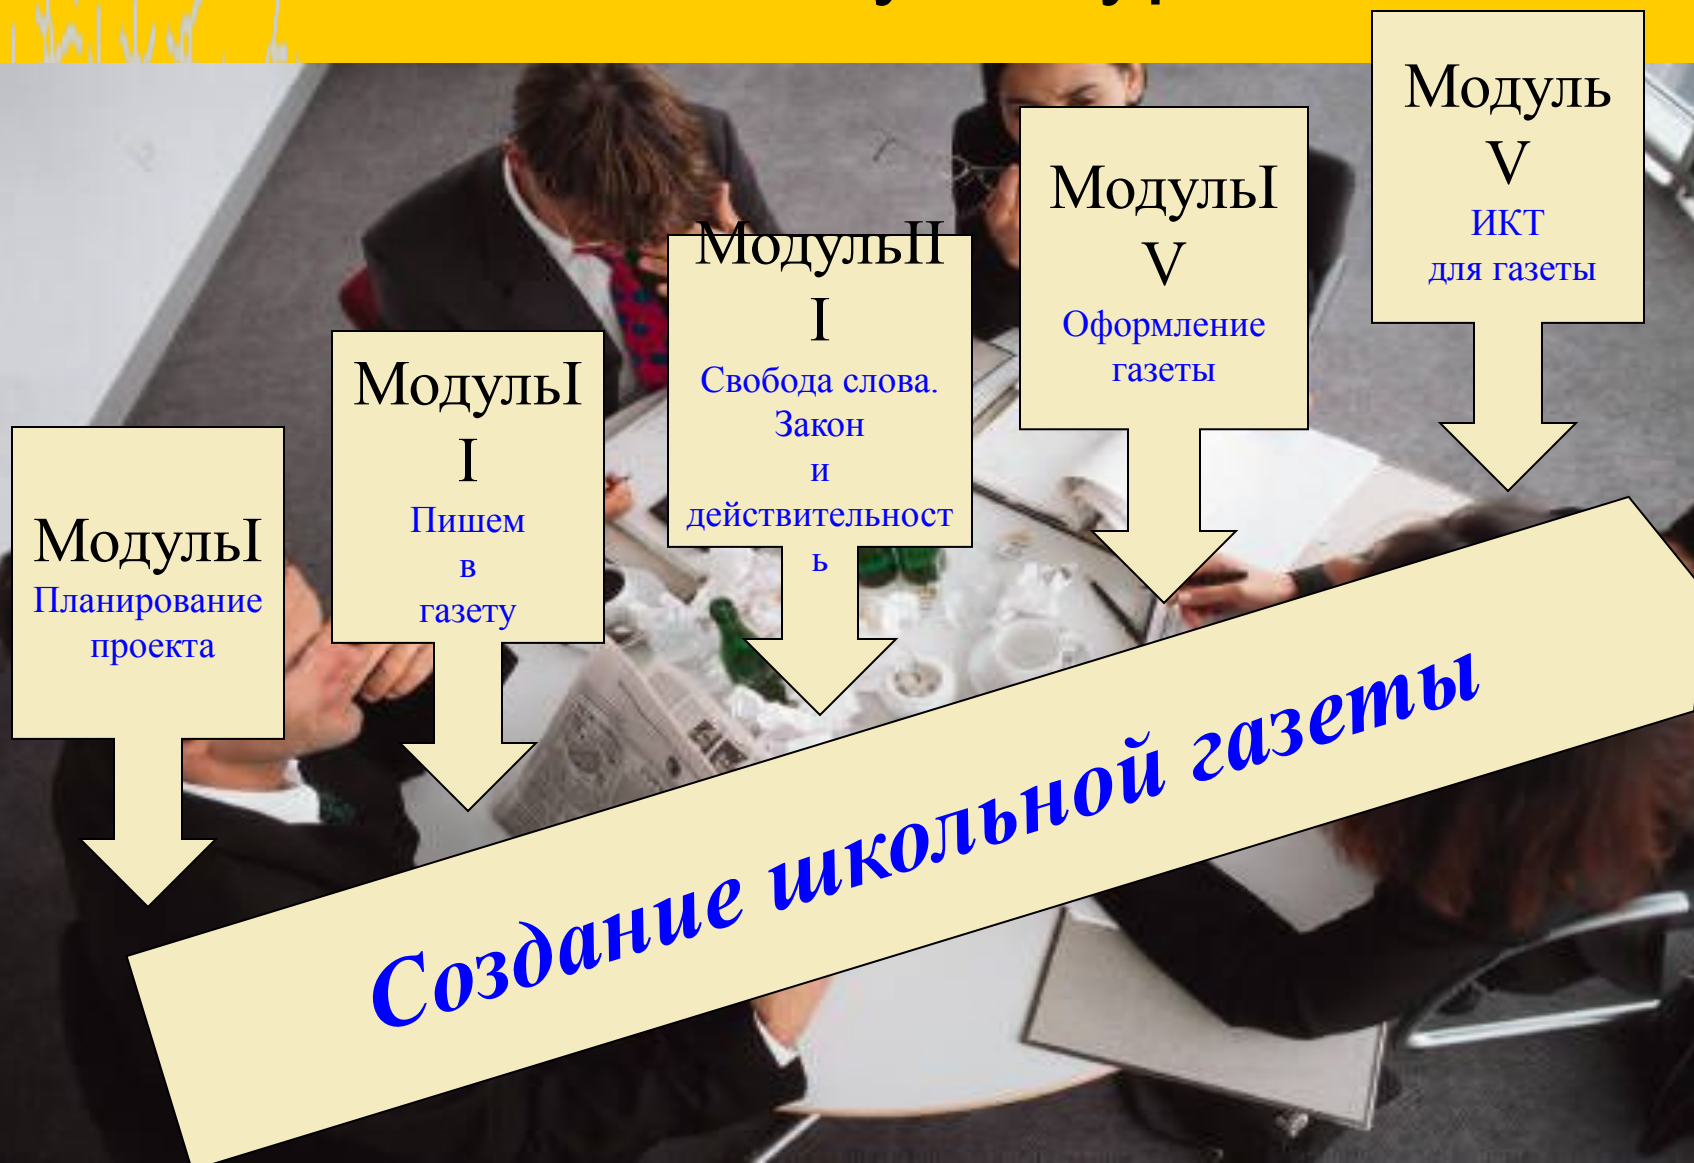 МодульI
Планирование
проекта
МодульI
I
Пишем
в
газету
МодульII
I
Свобода слова.
Закон
и
действительност
ь
МодульI
V
Оформление
газеты
Модуль
V
ИКТ
для газеты
Создание школьной газеты